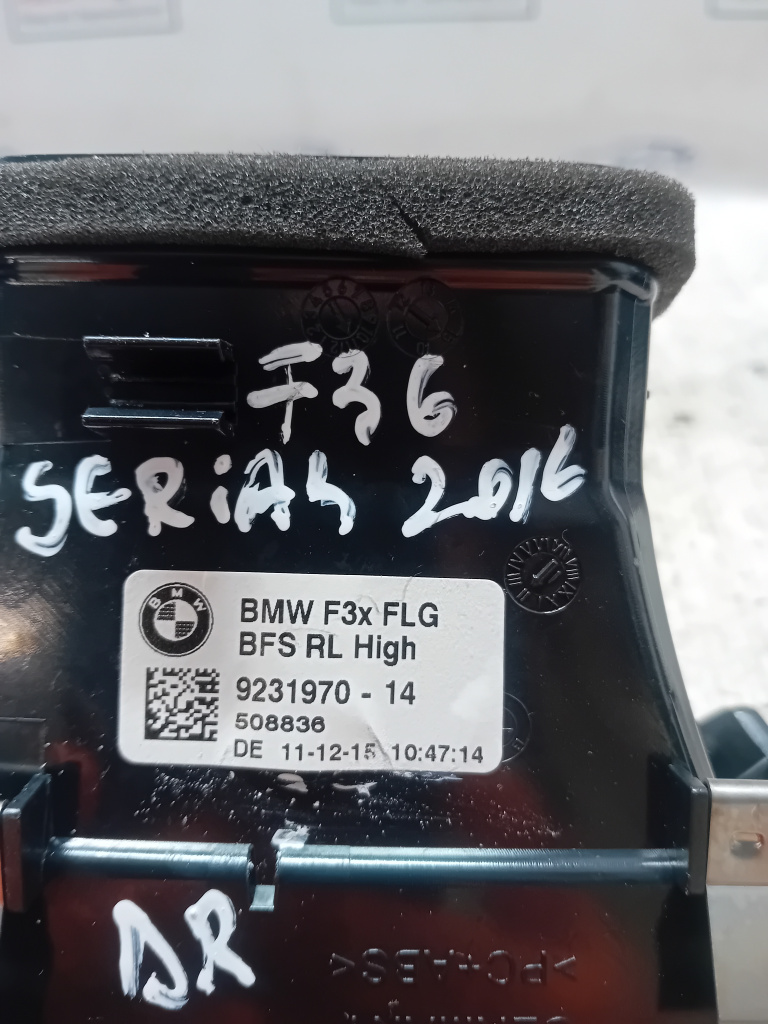 F36
SERiA4 2016
BMW
BMW F3x FLG
BFS RL High
9231970 - 14
508836
DE 11-12-15 10:47:14
DR
>PC+ABS<